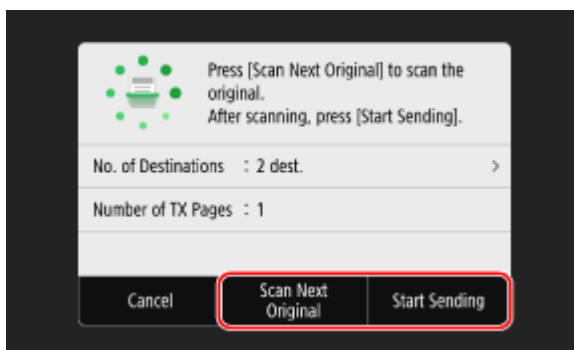 Press [Scan Next Original] to scan the
original.
After scanning, press [Start Sending].
No. of Destinations : 2 dest. >
Number of TX Pages : 1
Cancel
Scan Next
Original
Start Sending